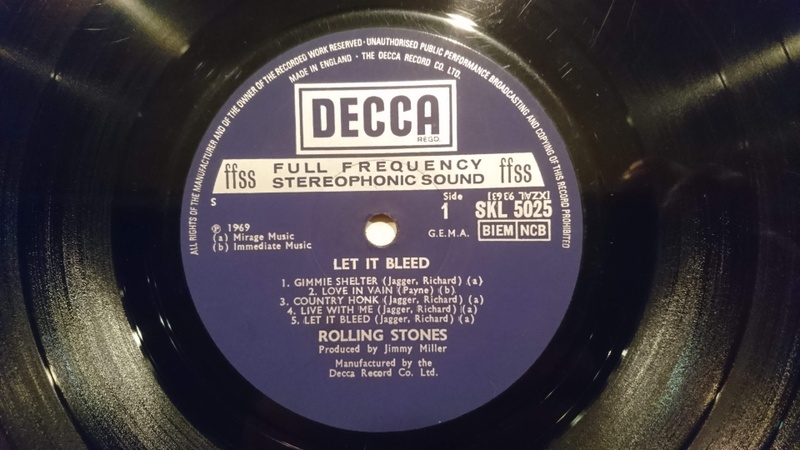 ALL RIGHTS OF THE MANUFACTURER AND OF THE OWNER OF THE RECORDED WORK RESERVED · UNAUTHORISED PUBLIC PERFORMANCE BROADCASTING AND COPYING OF THIS RECORD PROHIBITED
MADE IN ENGLAND · THE DECCA RECORD CO. LTD.
DECCA
REGD
ffss FULL FREQUENCY ffss
STEREOPHONIC SOUND
S
Side
1
(XZAL 9363)
SKL 5025
G.E.M.A.
BIEM NCB
℗ 1969
(a) Mirage Music
(b) Immediate Music
LET IT BLEED
1. GIMMIE SHELTER (Jagger, Richard) (a)
2. LOVE IN VAIN (Payne) (b)
3. COUNTRY HONK (Jagger, Richard) (a)
4. LIVE WITH ME (Jagger, Richard) (a)
5. LET IT BLEED (Jagger, Richard) (a)
ROLLING STONES
Produced by Jimmy Miller
Manufactured by the
Decca Record Co. Ltd.